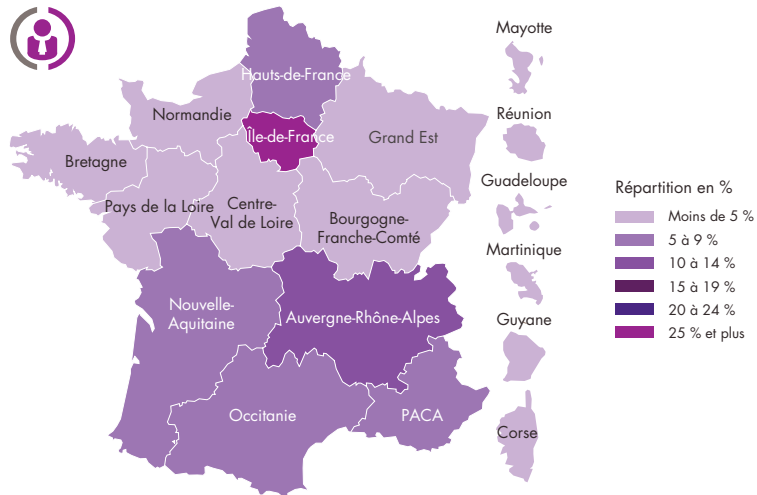 Mayotte
Hauts-de-France
Normandie
Réunion
Île-de-France
Grand Est
Bretagne
Guadeloupe
Pays de la Loire
Centre-
Val de Loire
Bourgogne-
Franche-Comté
Martinique
Nouvelle-
Aquitaine
Auvergne-Rhône-Alpes
Guyane
Occitanie
PACA
Corse
Répartition en %
Moins de 5 %
5 à 9 %
10 à 14 %
15 à 19 %
20 à 24 %
25 % et plus